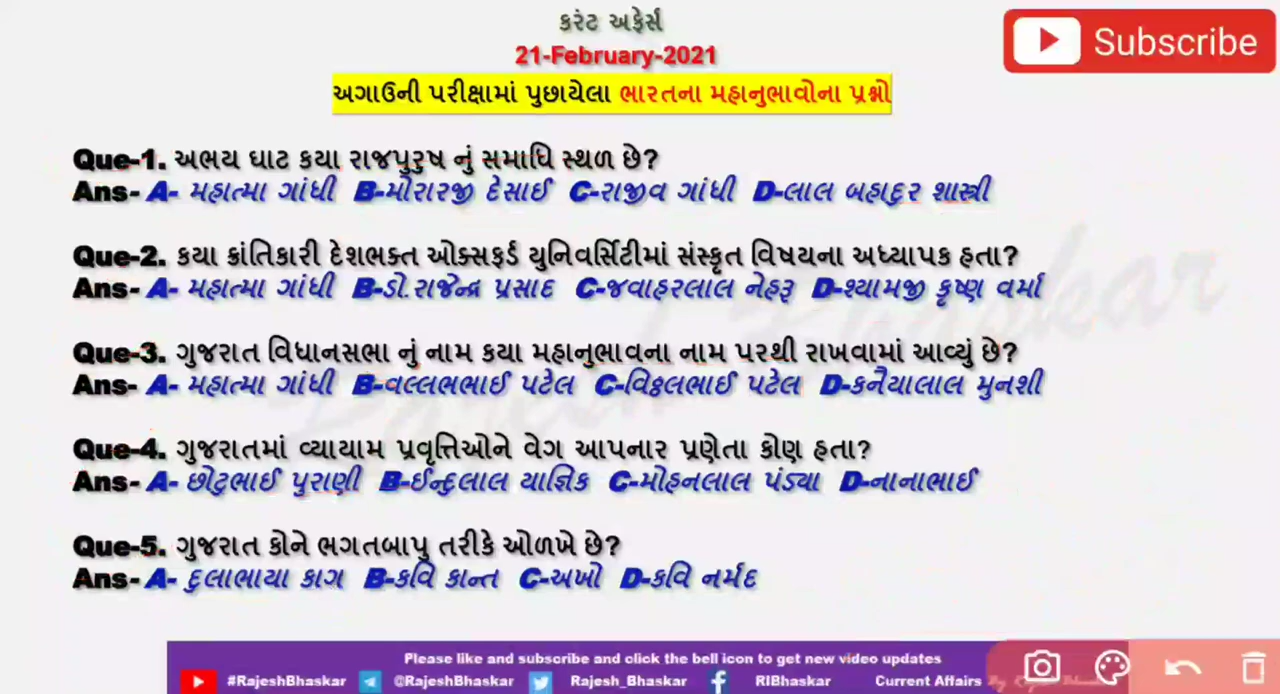 કરંટ અફેર્સ
Subscribe
21-February-2021
અગાઉની પરીક્ષામાં પુછાયેલા ભારતના મહાનુભાવોના પ્રશ્નો
Que-1. અભય ઘાટ કયા રાજપુરુષ નું સમાધિ સ્થળ છે?
Ans- A- મહાત્મા ગાંધી B-મોરારજી દેસાઈ C-રાજીવ ગાંધી D-લાલ બહાદુર શાસ્ત્રી
Que-2. કયા ક્રાંતિકારી દેશભક્ત ઓક્સફર્ડ યુનિવર્સિટીમાં સંસ્કૃત વિષયના અધ્યાપક હતા?
Ans- A- મહાત્મા ગાંધી B-ડો.રાજેન્દ્ર પ્રસાદ C-જવાહરલાલ નેહરૂ D-શ્યામજી કૃષ્ણ વર્મા
Que-3. ગુજરાત વિધાનસભા નું નામ કયા મહાનુભાવના નામ પરથી રાખવામાં આવ્યું છે?
Ans- A- મહાત્મા ગાંધી B-વલ્લભભાઈ પટેલ C-વિઠ્ઠલભાઈ પટેલ D-કનૈયાલાલ મુનશી
Que-4. ગુજરાતમાં વ્યાયામ પ્રવૃત્તિઓને વેગ આપનાર પ્રણેતા કોણ હતા?
Ans- A- છોટુભાઈ પુરાણી B-ઈન્દુલાલ યાજ્ઞિક C-મોહનલાલ પંડ્યા D-નાનાભાઈ
Que-5. ગુજરાત કોને ભગતબાપુ તરીકે ઓળખે છે?
Ans- A- દુલાભાયા કાગ B-કવિ કાન્ત C-અખો D-કવિ નર્મદ
Please like and subscribe and click the bell icon to get new video updates
#RajeshBhaskar @RajeshBhaskar Rajesh_Bhaskar RIBhaskar Current Affairs By